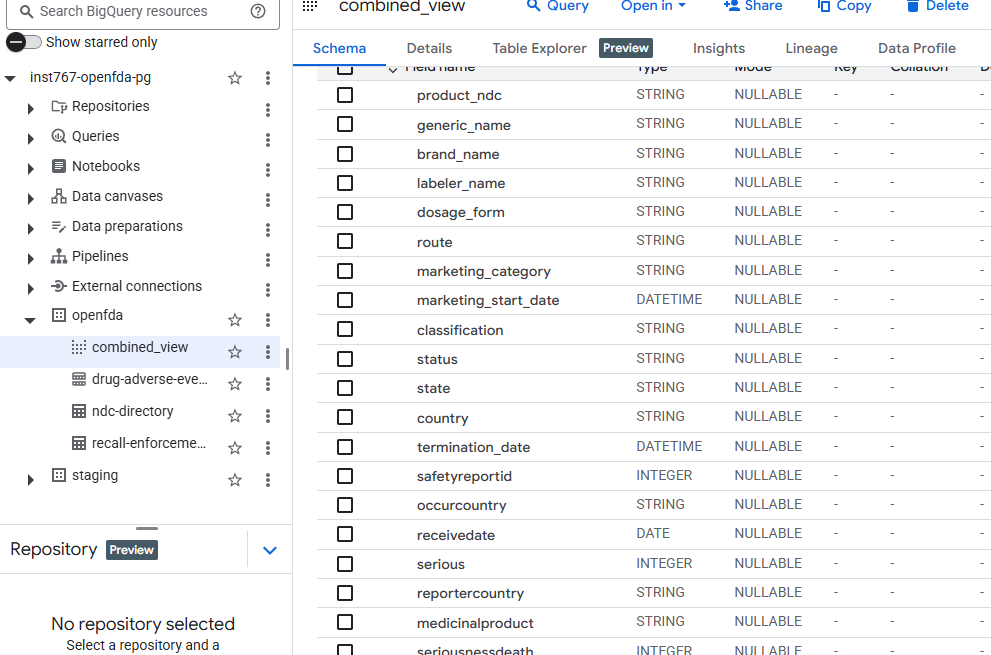 Search BigQuery resources
Show starred only
inst767-openfda-pg
Repositories
Queries
Notebooks
Data canvases
Data preparations
Pipelines
External connections
openfda
combined_view
drug-adverse-eve...
ndc-directory
recall-enforceme...
staging
Repository Preview
No repository selected
Select a repository and a
combined_view Query Open in Share Copy Delete
Schema Details Table Explorer Preview Insights Lineage Data Profile
Field name Type Mode Key Collation
product_ndc STRING NULLABLE - - -
generic_name STRING NULLABLE - - -
brand_name STRING NULLABLE - - -
labeler_name STRING NULLABLE - - -
dosage_form STRING NULLABLE - - -
route STRING NULLABLE - - -
marketing_category STRING NULLABLE - - -
marketing_start_date DATETIME NULLABLE - - -
classification STRING NULLABLE - - -
status STRING NULLABLE - - -
state STRING NULLABLE - - -
country STRING NULLABLE - - -
termination_date DATETIME NULLABLE - - -
safetyreportid INTEGER NULLABLE - - -
occurcountry STRING NULLABLE - - -
receivedate DATE NULLABLE - - -
serious INTEGER NULLABLE - - -
reportercountry STRING NULLABLE - - -
medicinalproduct STRING NULLABLE - - -
seriousnessdeath INTEGER NULLABLE - - -